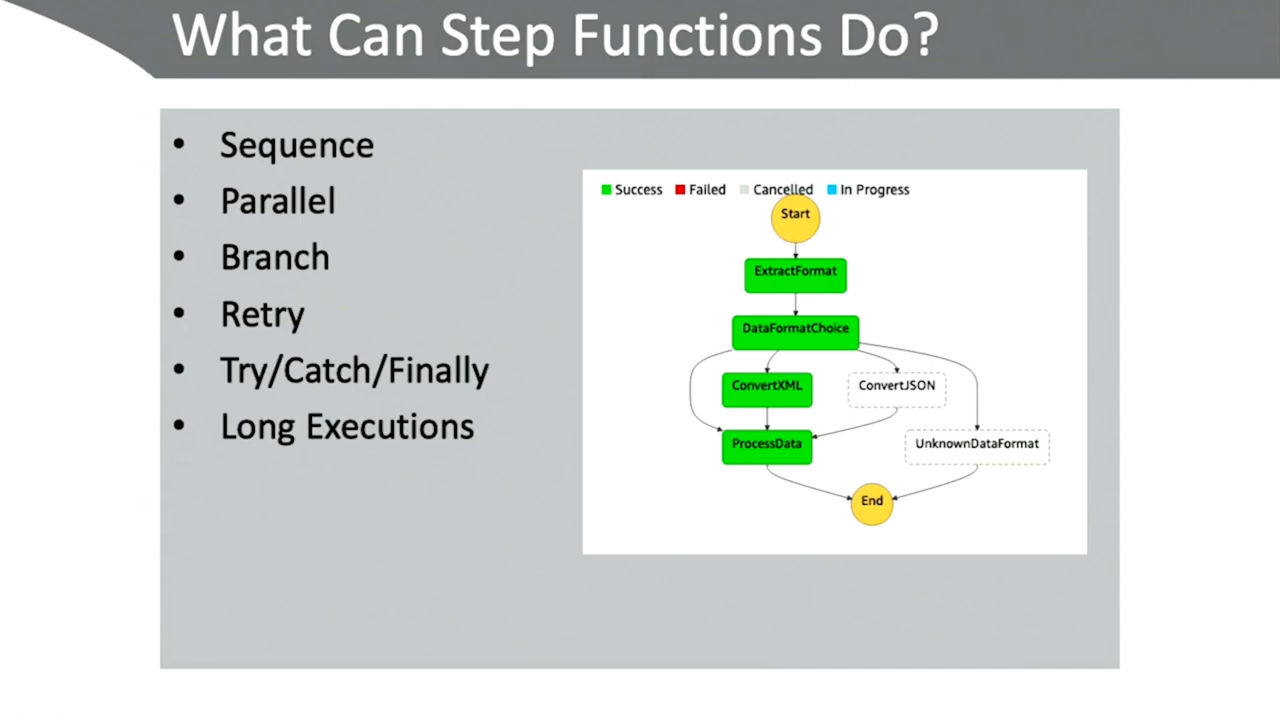 What Can Step Functions Do?
• Sequence
• Parallel
• Branch
• Retry
• Try/Catch/Finally
• Long Executions
Success Failed Cancelled In Progress
Start
ExtractFormat
DataFormatChoice
ConvertXML ConvertJSON
ProcessData UnknownDataFormat
End